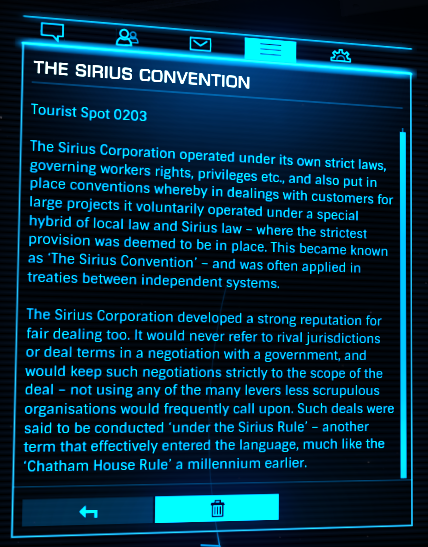 THE SIRIUS CONVENTION
Tourist Spot 0203
The Sirius Corporation operated under its own strict laws,
governing workers rights, privileges etc., and also put in
place conventions whereby in dealings with customers for
large projects it voluntarily operated under a special
hybrid of local law and Sirius law – where the strictest
provision was deemed to be in place. This became known
as ‘The Sirius Convention’ – and was often applied in
treaties between independent systems.
The Sirius Corporation developed a strong reputation for
fair dealing too. It would never refer to rival jurisdictions
or deal terms in a negotiation with a government, and
would keep such negotiations strictly to the scope of the
deal – not using any of the many levers less scrupulous
organisations would frequently call upon. Such deals were
said to be conducted ‘under the Sirius Rule’ – another
term that effectively entered the language, much like the
‘Chatham House Rule’ a millennium earlier.